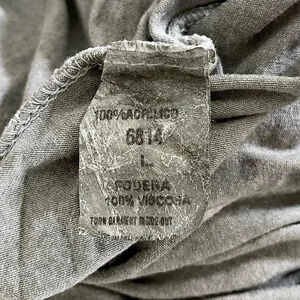 100%ACRILICO
6814
L
FODERA
100% VISCOSA
TURN GARMENT INSIDE OUT